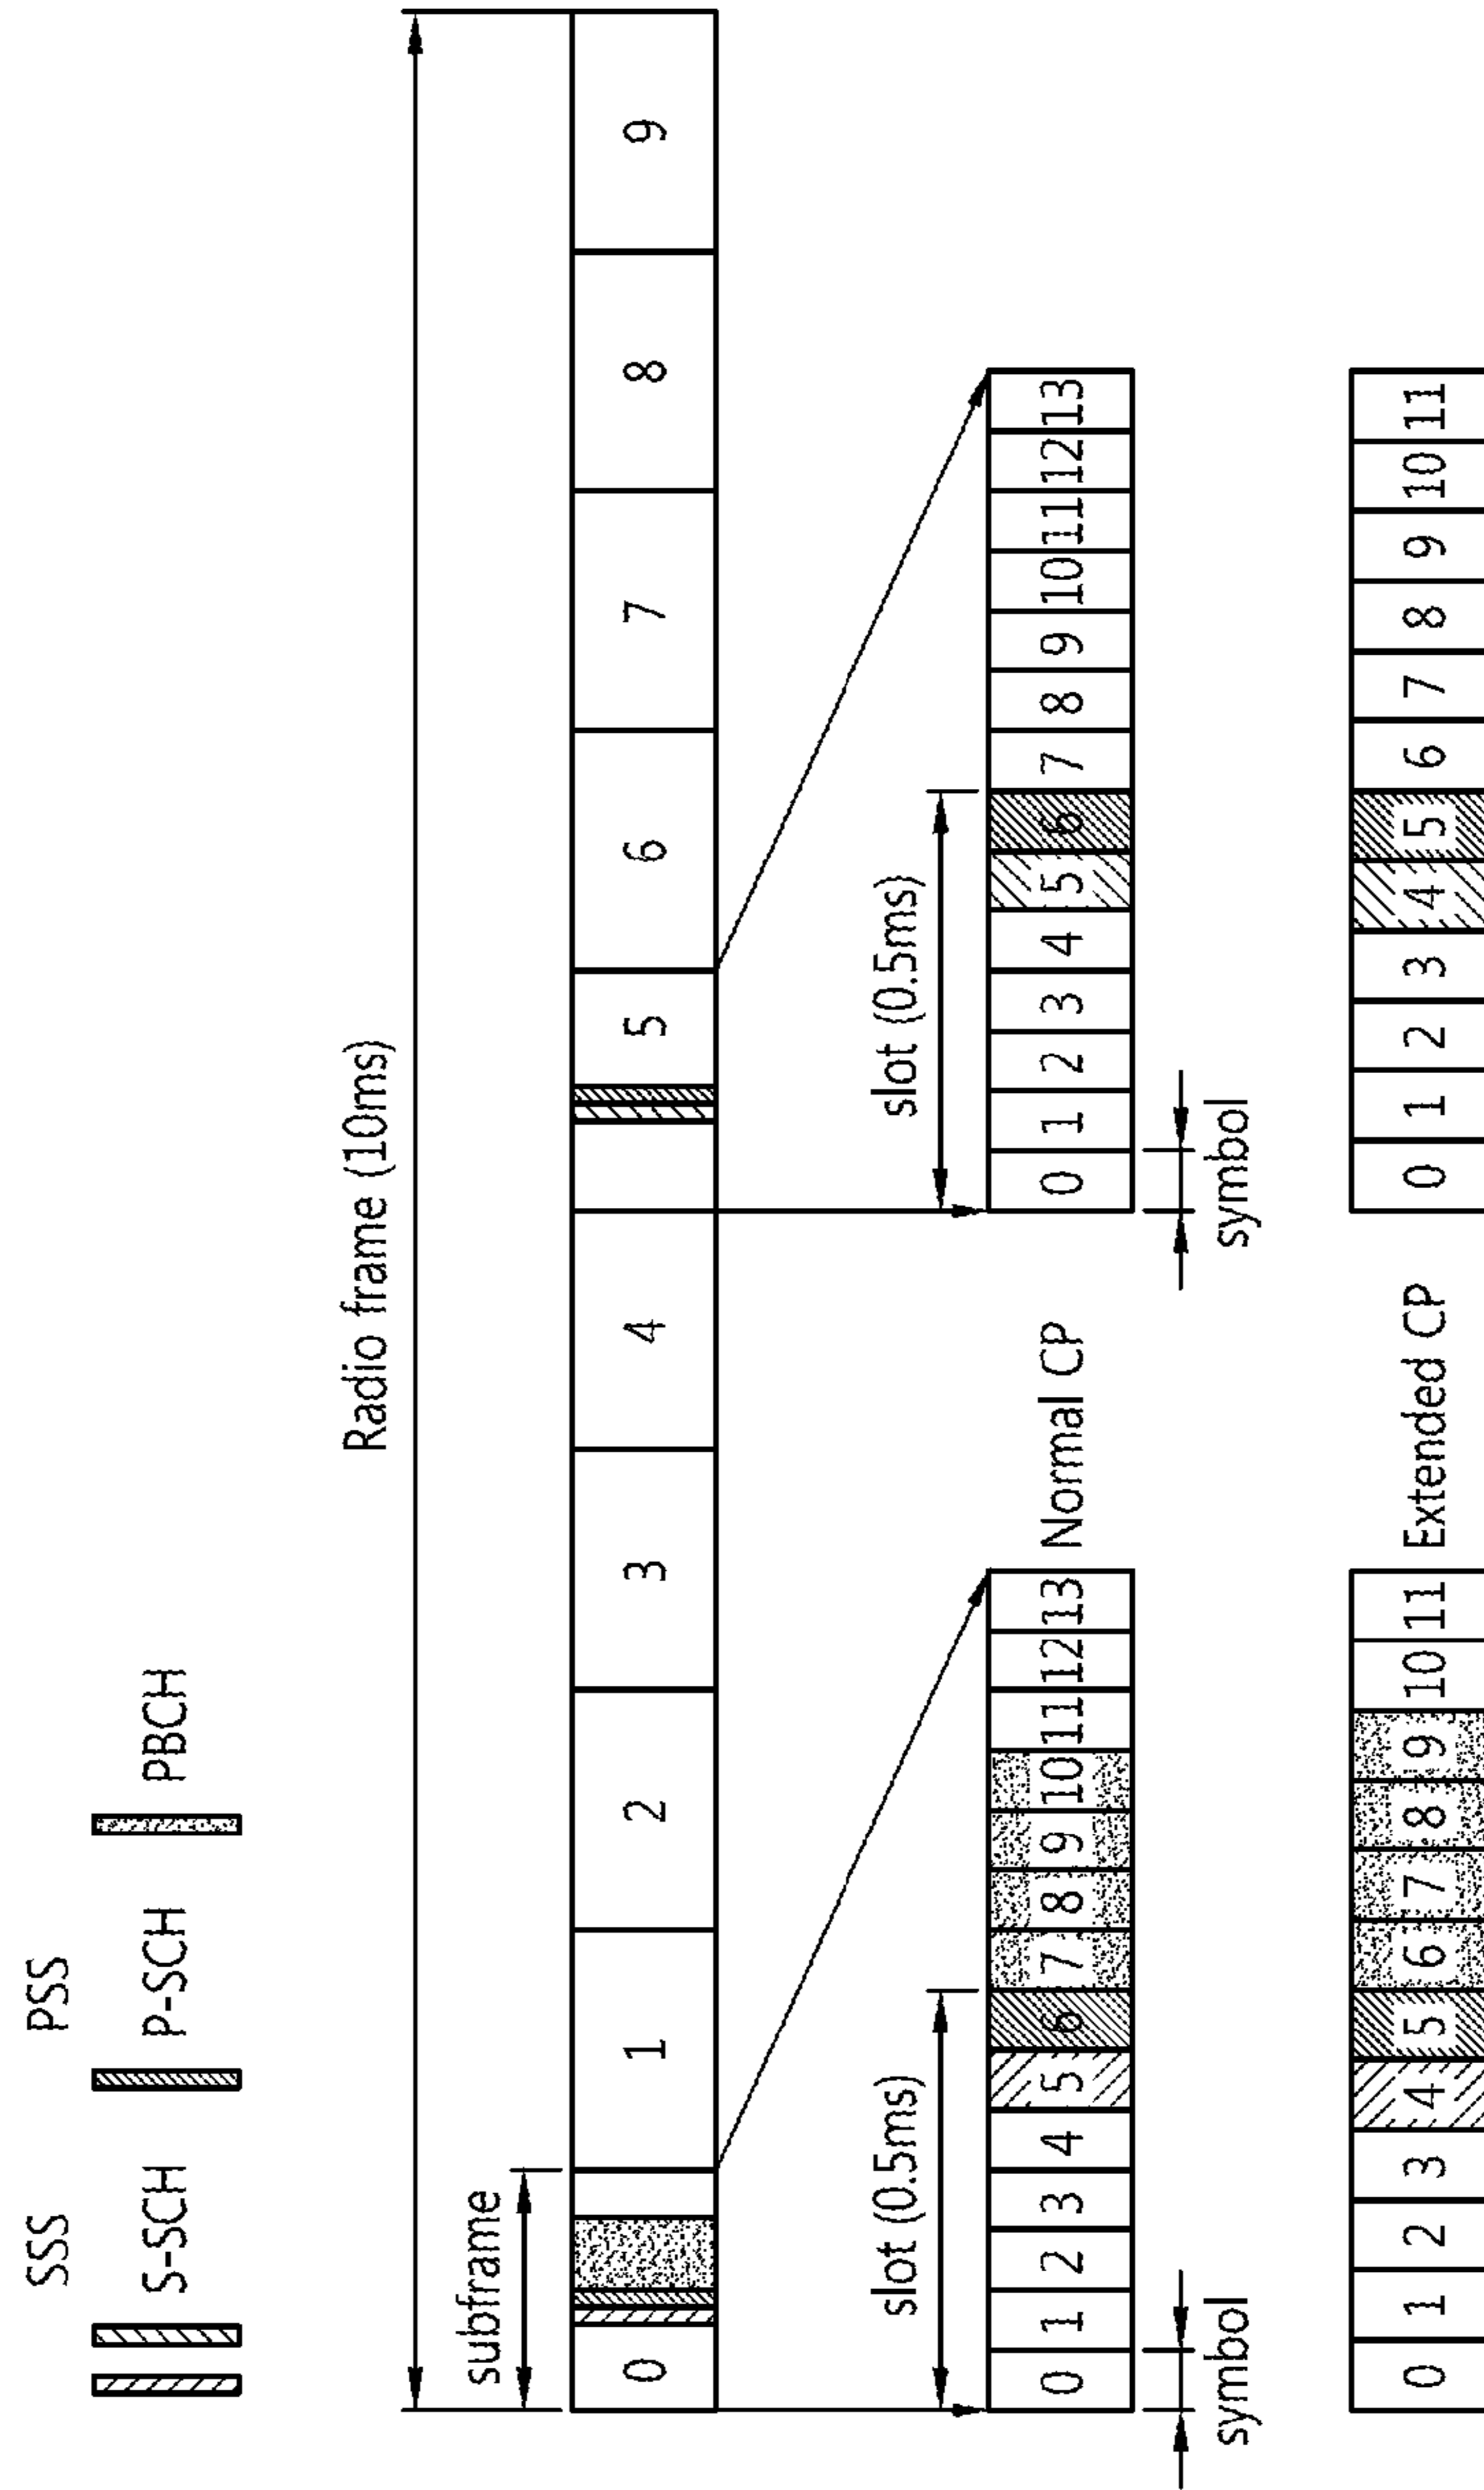 SSS PSS
S-SCH P-SCH PBCH
Radio frame (10ms)
subframe
0 1 2 3 4 5 6 7 8 9
slot (0.5ms) slot (0.5ms)
0 1 2 3 4 5 6 7 8 9 10 11 12 13 Normal CP 0 1 2 3 4 5 6 7 8 9 10 11 12 13
symbol symbol
0 1 2 3 4 5 6 7 8 9 10 11 Extended CP 0 1 2 3 4 5 6 7 8 9 10 11